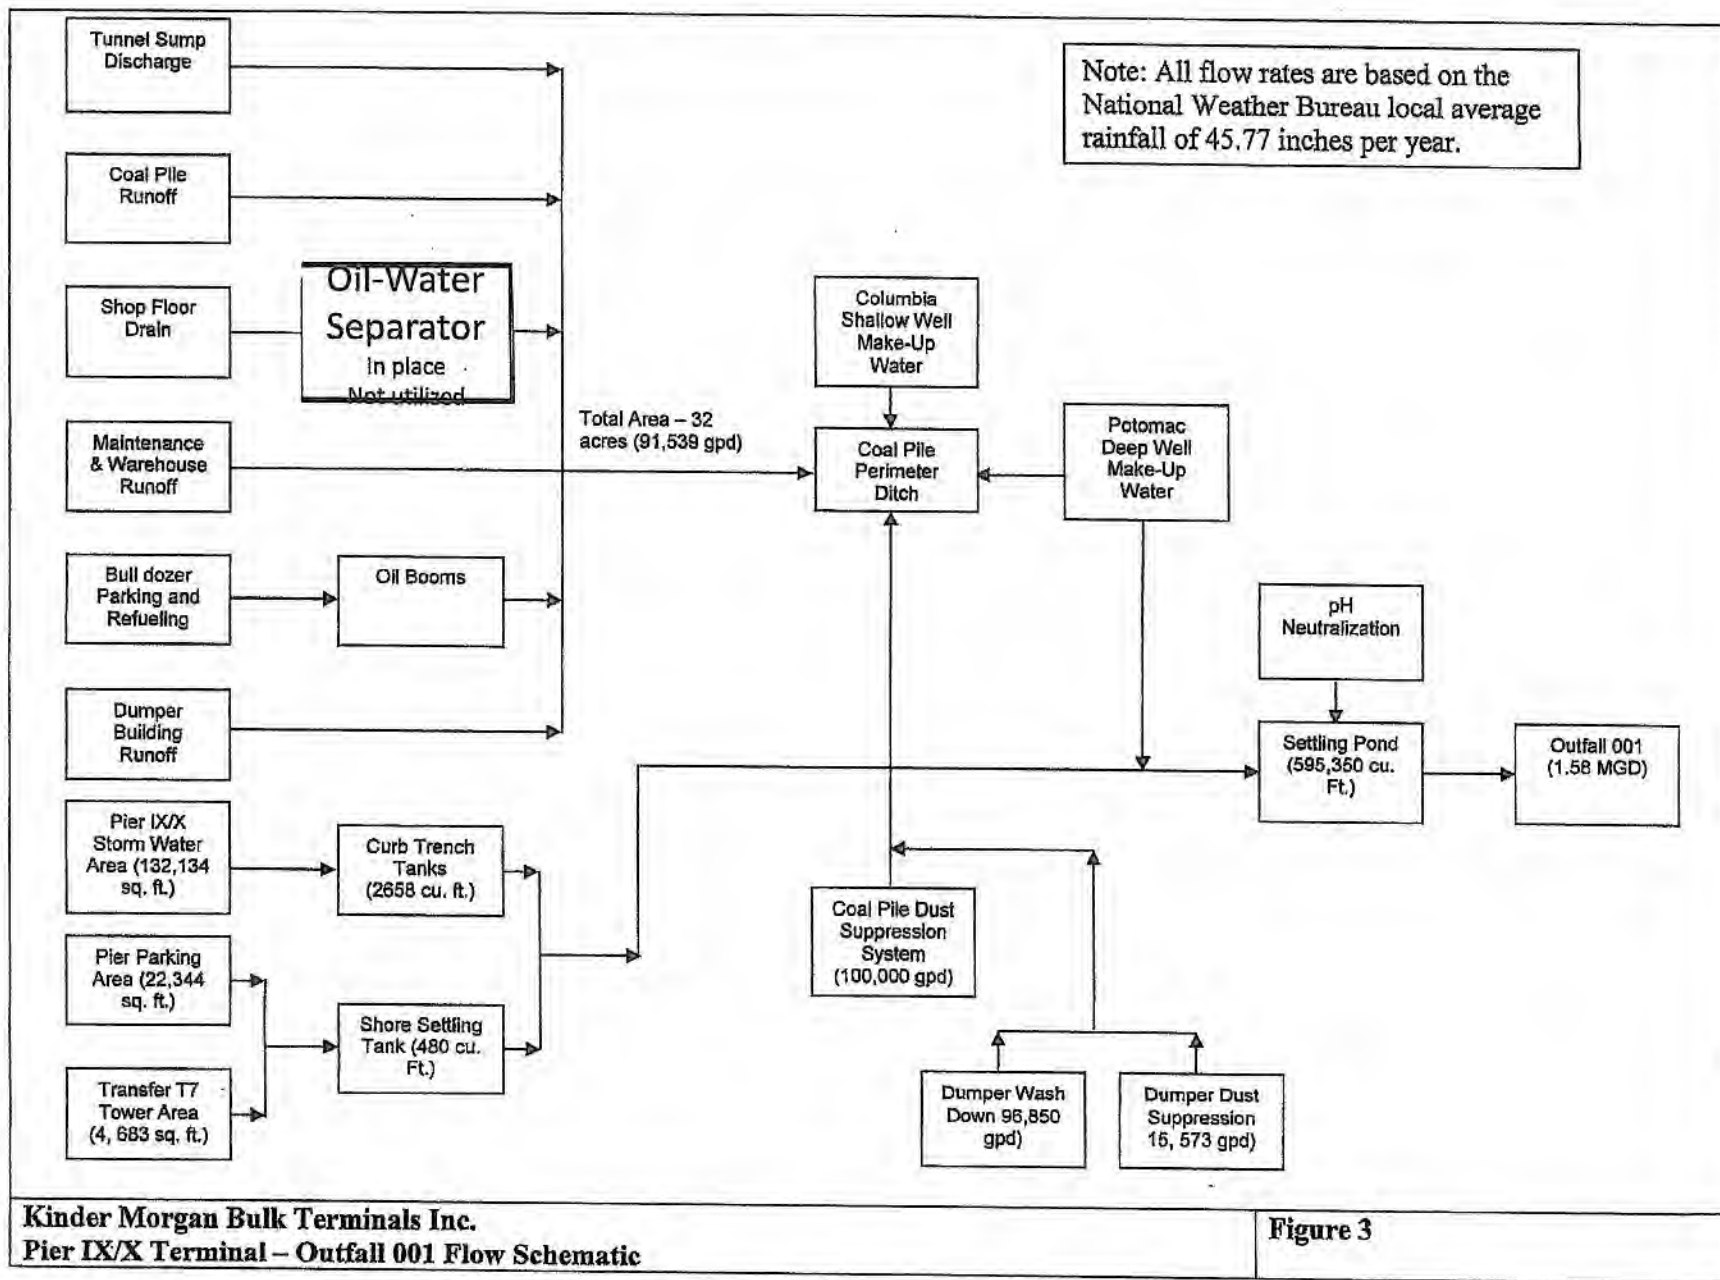 Tunnel Sump
Discharge
Note: All flow rates are based on the
National Weather Bureau local average
rainfall of 45.77 inches per year.
Coal Pile
Runoff
Shop Floor
Drain
Oil-Water
Separator
In place
Not utilized
Columbia
Shallow Well
Make-Up
Water
Maintenance
& Warehouse
Runoff
Total Area – 32
acres (91,539 gpd)
Coal Pile
Perimeter
Ditch
Potomac
Deep Well
Make-Up
Water
Bull dozer
Parking and
Refueling
Oil Booms
pH
Neutralization
Dumper
Building
Runoff
Settling Pond
(595,350 cu.
Ft.)
Outfall 001
(1.58 MGD)
Pier IX/X
Storm Water
Area (132,134
sq. ft.)
Curb Trench
Tanks
(2658 cu. ft.)
Coal Pile Dust
Suppression
System
(100,000 gpd)
Pier Parking
Area (22,344
sq. ft.)
Shore Settling
Tank (480 cu.
Ft.)
Transfer T7
Tower Area
(4, 683 sq. ft.)
Dumper Wash
Down 96,850
gpd)
Dumper Dust
Suppression
15, 573 gpd)
Kinder Morgan Bulk Terminals Inc.
Pier IX/X Terminal – Outfall 001 Flow Schematic
Figure 3